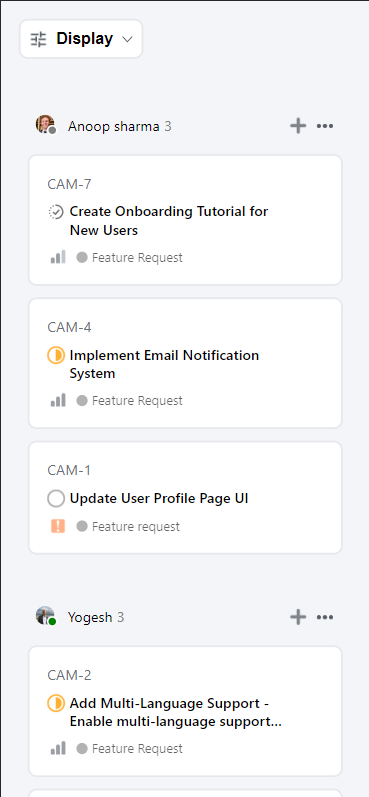 Display
Anoop sharma 3
CAM-7
Create Onboarding Tutorial for
New Users
Feature Request
CAM-4
Implement Email Notification
System
Feature Request
CAM-1
Update User Profile Page UI
Feature request
Yogesh 3
CAM-2
Add Multi-Language Support -
Enable multi-language support...
Feature Request